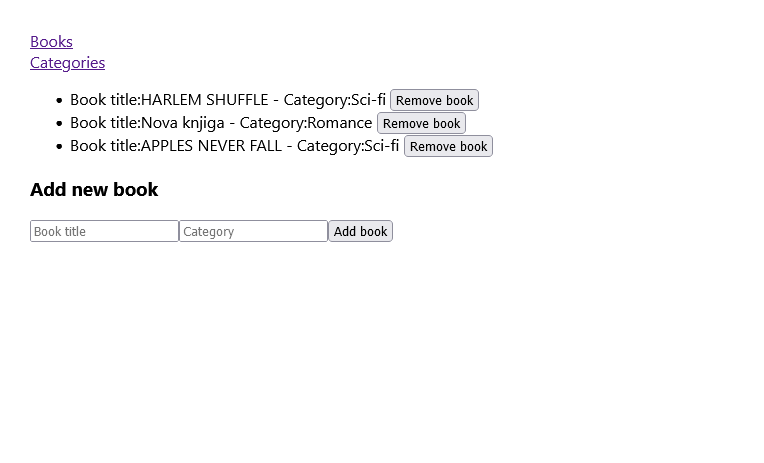 Books
Categories
Book title:HARLEM SHUFFLE - Category:Sci-fi Remove book
Book title:Nova knjiga - Category:Romance Remove book
Book title:APPLES NEVER FALL - Category:Sci-fi Remove book
Add new book
Book title Category Add book